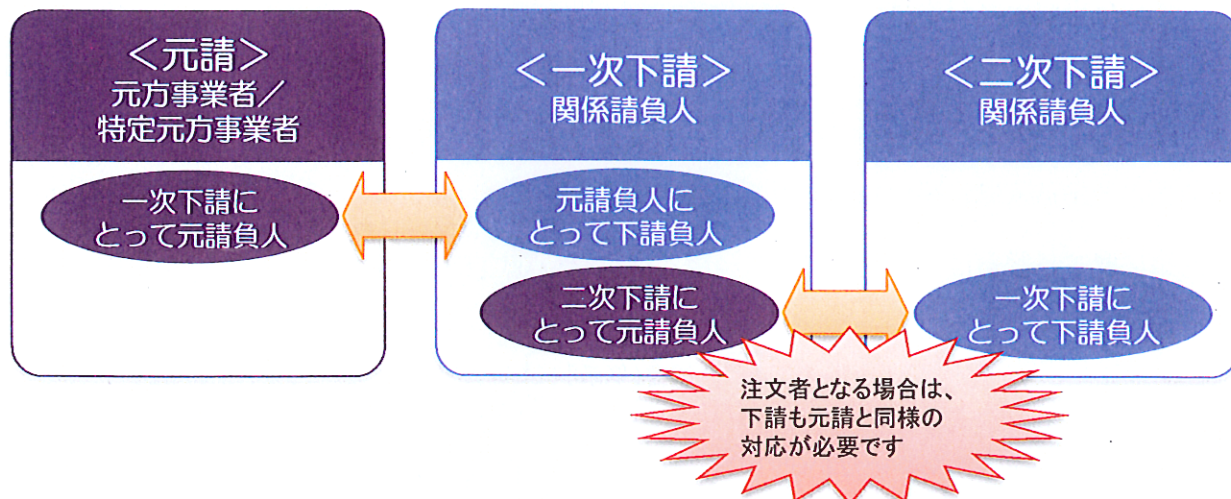 ＜元請＞
元方事業者／
特定元方事業者
一次下請に
とって元請負人
＜一次下請＞
関係請負人
元請負人に
とって下請負人
二次下請に
とって元請負人
＜二次下請＞
関係請負人
一次下請に
とって下請負人
注文者となる場合は、
下請も元請と同様の
対応が必要です